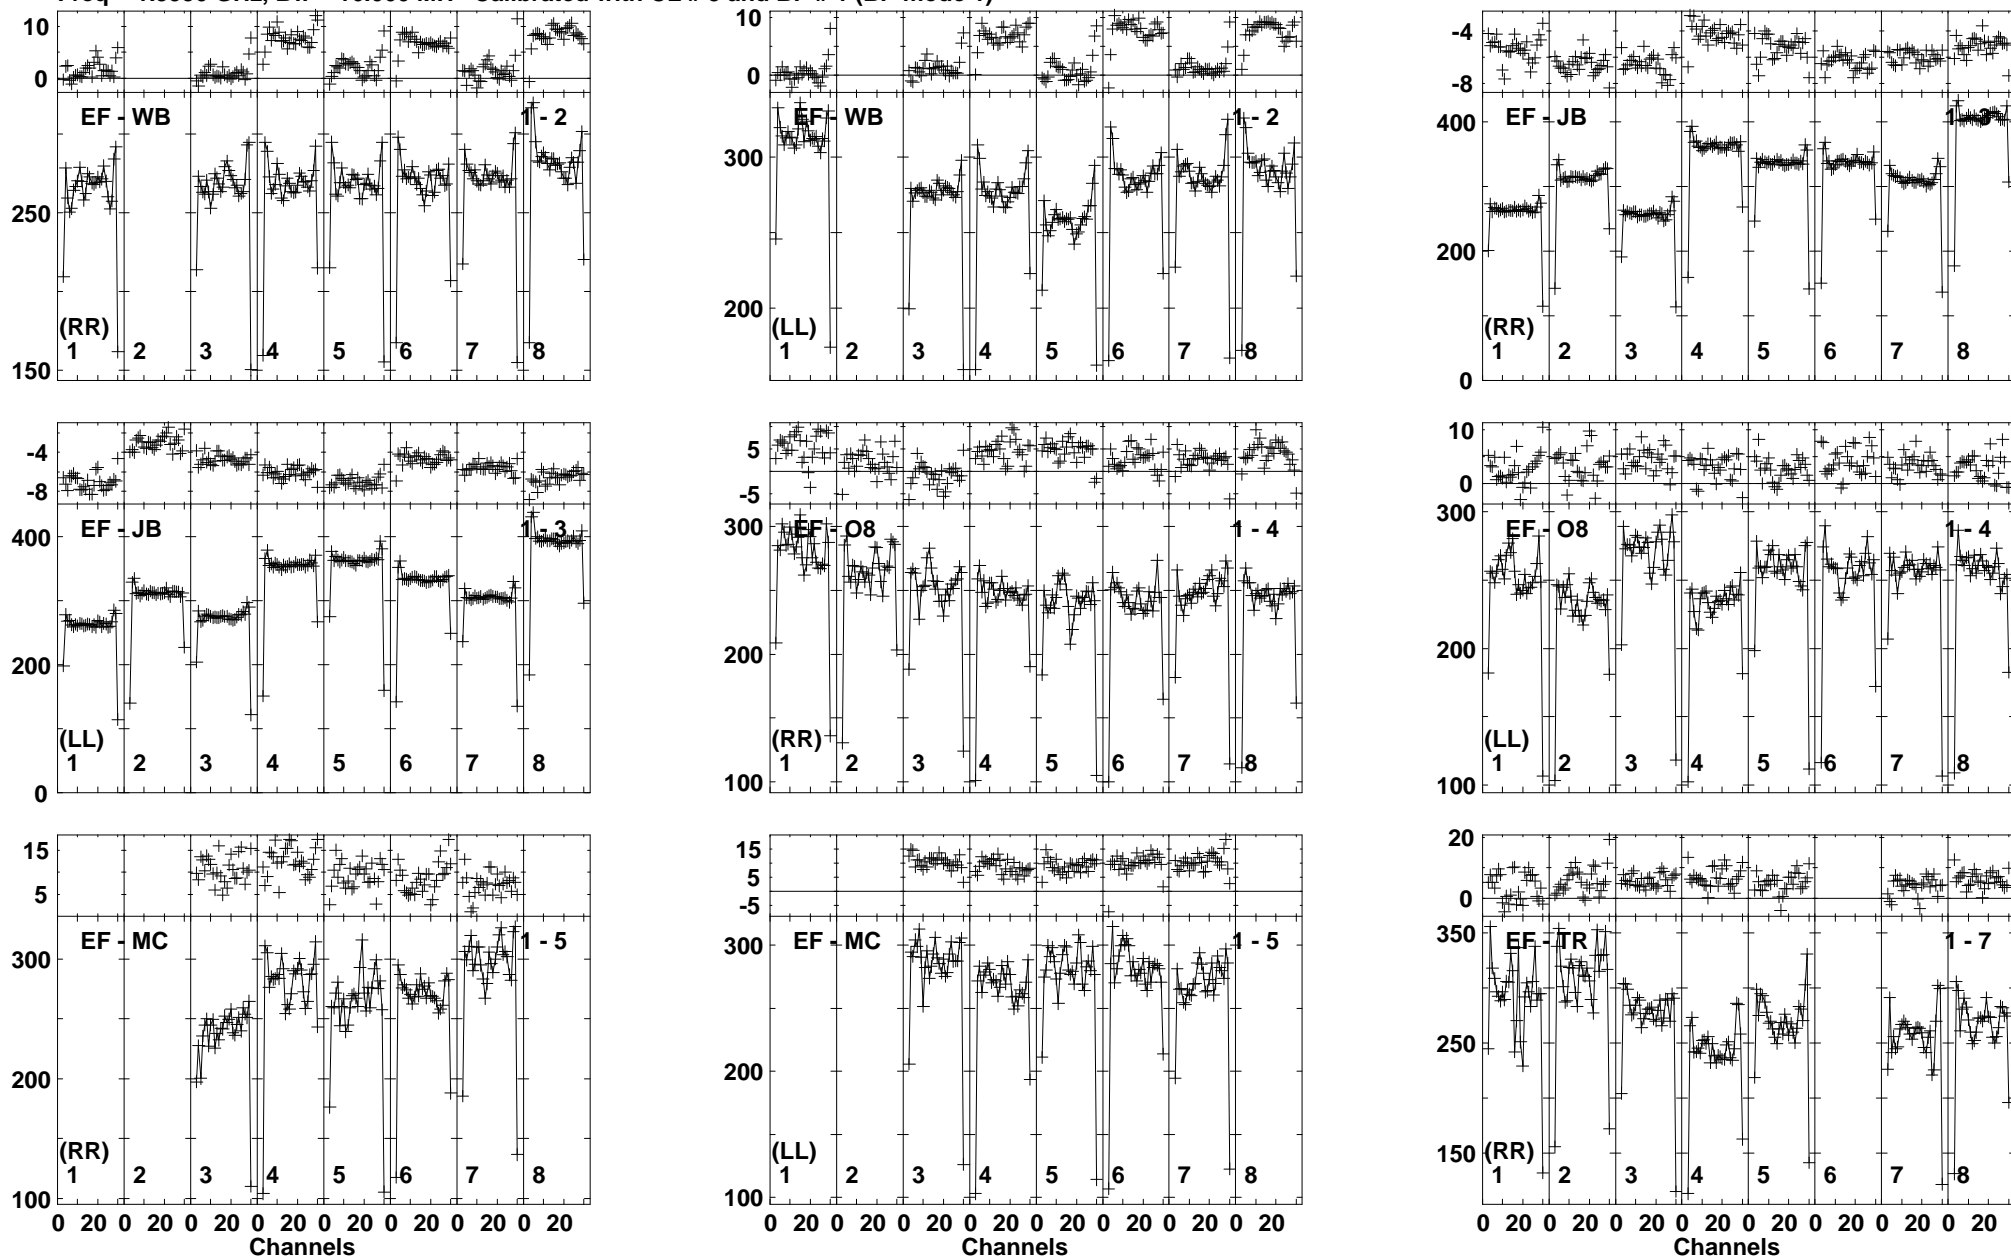 10 0 EF - WB 1 - 2 250 150 (RR) 1 2 3 4 5 6 7 8
10 0 EF - WB 1 - 2 300 200 (LL) 1 2 3 4 5 6 7 8
-4 -8 EF - JB 1 - 3 400 200 0 (RR) 1 2 3 4 5 6 7 8
-4 -8 EF - JB 1 - 3 400 200 0 (LL) 1 2 3 4 5 6 7 8
5 -5 EF - O8 1 - 4 300 200 100 (RR) 1 2 3 4 5 6 7 8
10 5 0 EF - O8 1 - 4 300 200 100 (LL) 1 2 3 4 5 6 7 8
15 5 EF - MC 1 - 5 300 200 100 (RR) 1 2 3 4 5 6 7 8
0 20 0 20 0 20 0 20 0 20 0 20 0 20 0 20
Channels
15 5 -5 EF - MC 1 - 5 300 200 100 (LL) 1 2 3 4 5 6 7 8
0 20 0 20 0 20 0 20 0 20 0 20 0 20 0 20
Channels
20 10 0 EF - TR 1 - 7 350 250 150 (RR) 1 2 3 4 5 6 7 8
0 20 0 20 0 20 0 20 0 20 0 20 0 20 0 20
Channels